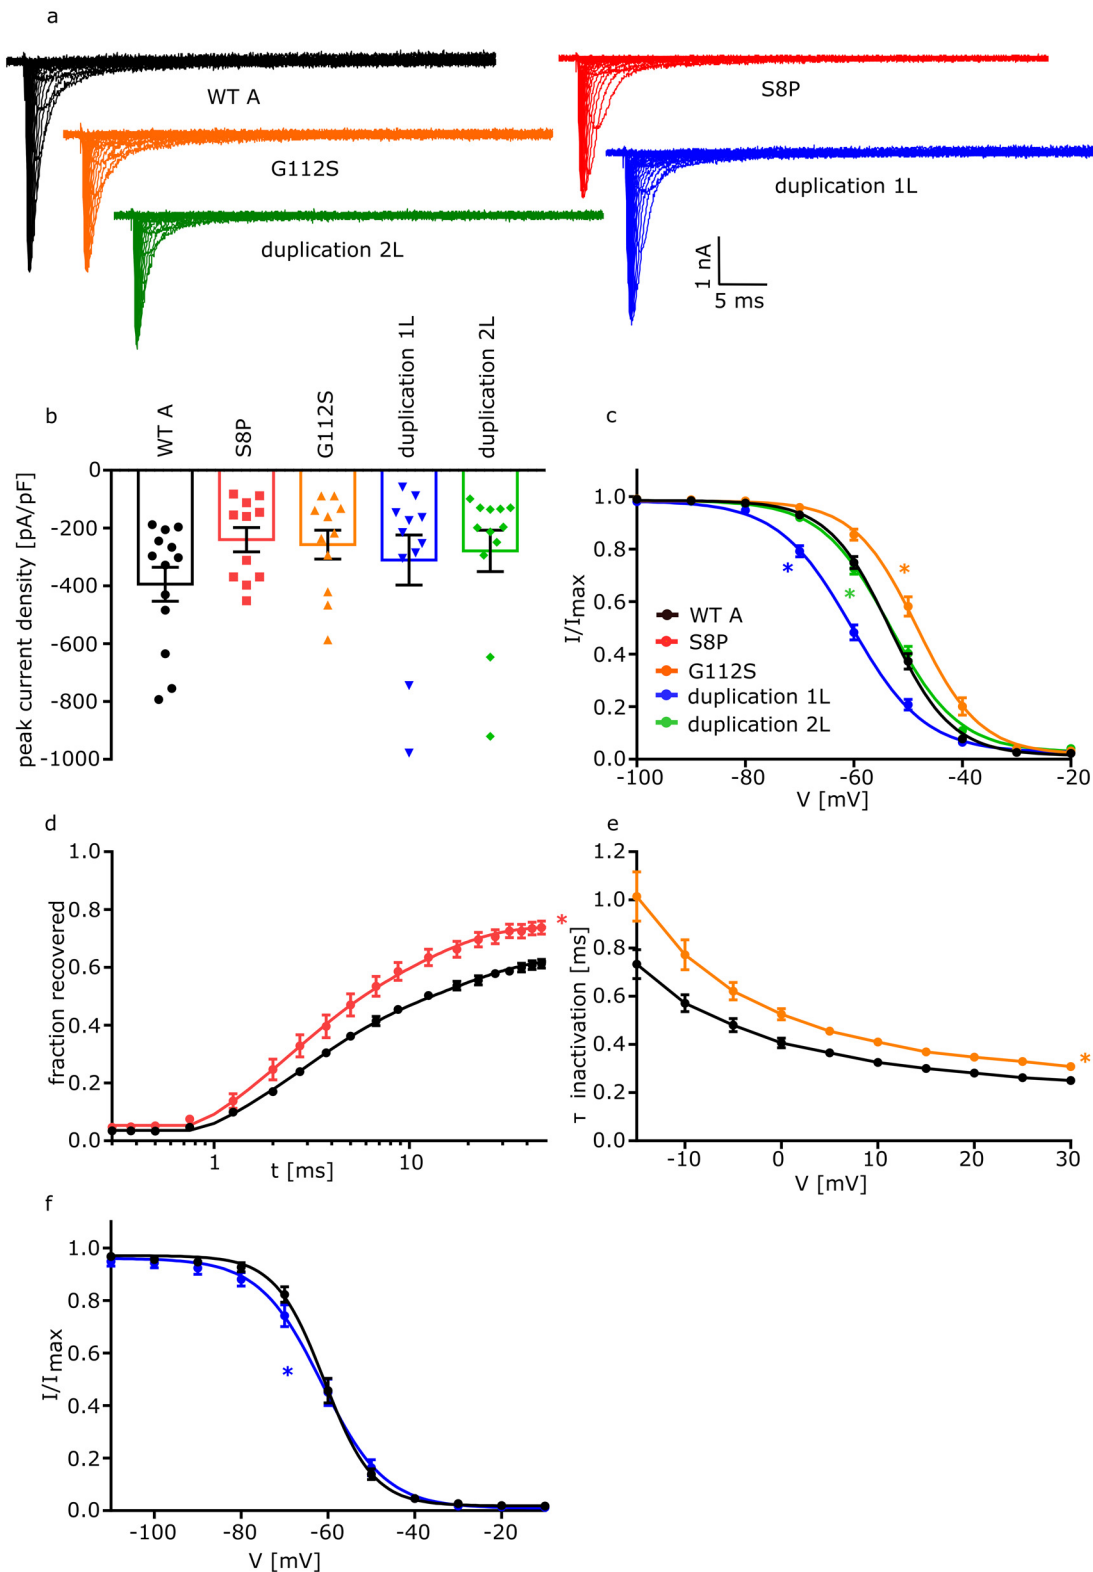 a
WT A
S8P
G112S
duplication 1L
duplication 2L
1 nA
5 ms
b
WT A
S8P
G112S
duplication 1L
duplication 2L
peak current density [pA/pF]
0
-200
-400
-600
-800
-1000
c
I/Imax
1.0
0.8
0.6
0.4
0.2
0.0
*
*
*
WT A
S8P
G112S
duplication 1L
duplication 2L
-100
-80
-60
-40
-20
V [mV]
d
fraction recovered
1.0
0.8
0.6
0.4
0.2
0.0
*
1
10
t [ms]
e
τ inactivation [ms]
1.2
1.0
0.8
0.6
0.4
0.2
0.0
*
-10
0
10
20
30
V [mV]
f
I/Imax
1.0
0.8
0.6
0.4
0.2
0.0
*
-100
-80
-60
-40
-20
V [mV]